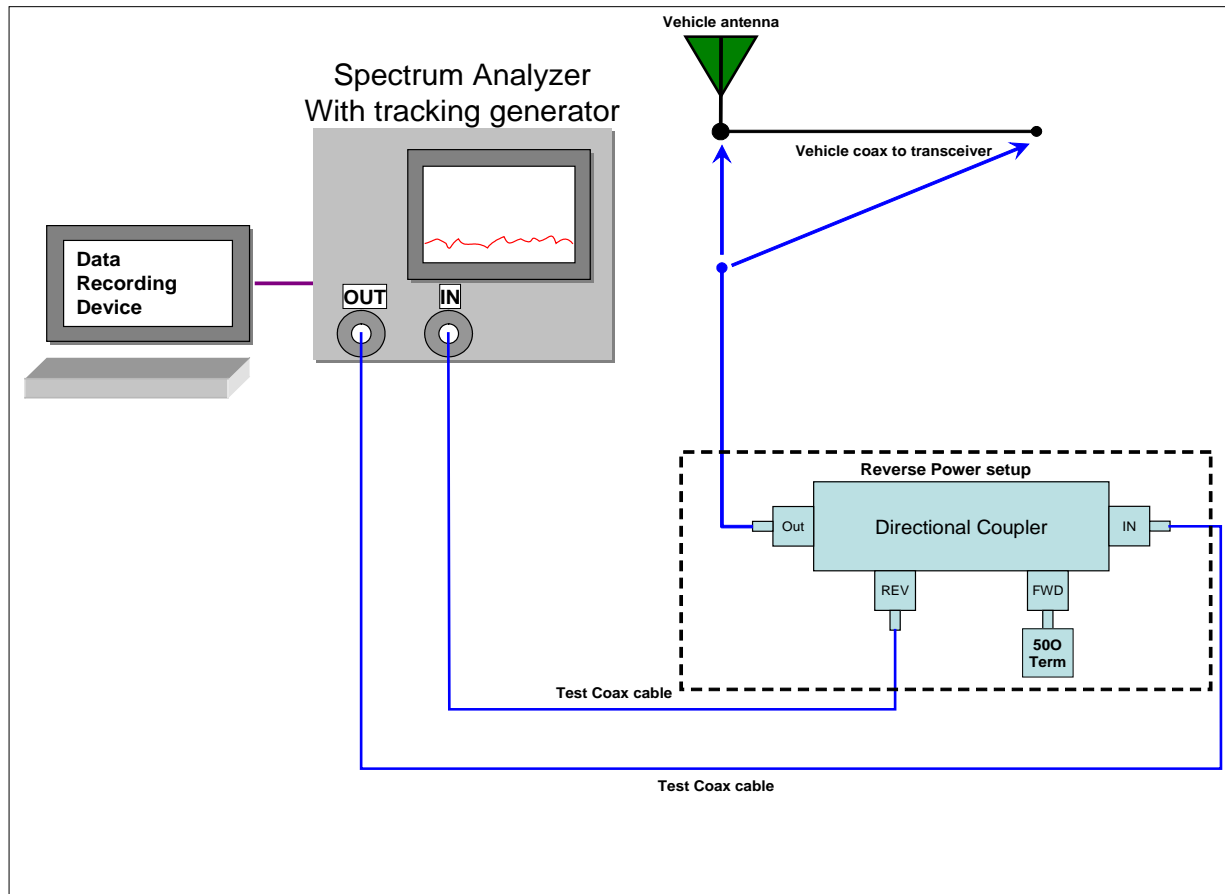 Vehicle antenna
Spectrum Analyzer
With tracking generator
Vehicle coax to transceiver
Data
Recording
Device
OUT
IN
Reverse Power setup
Out
Directional Coupler
IN
REV
FWD
50O
Term
Test Coax cable
Test Coax cable